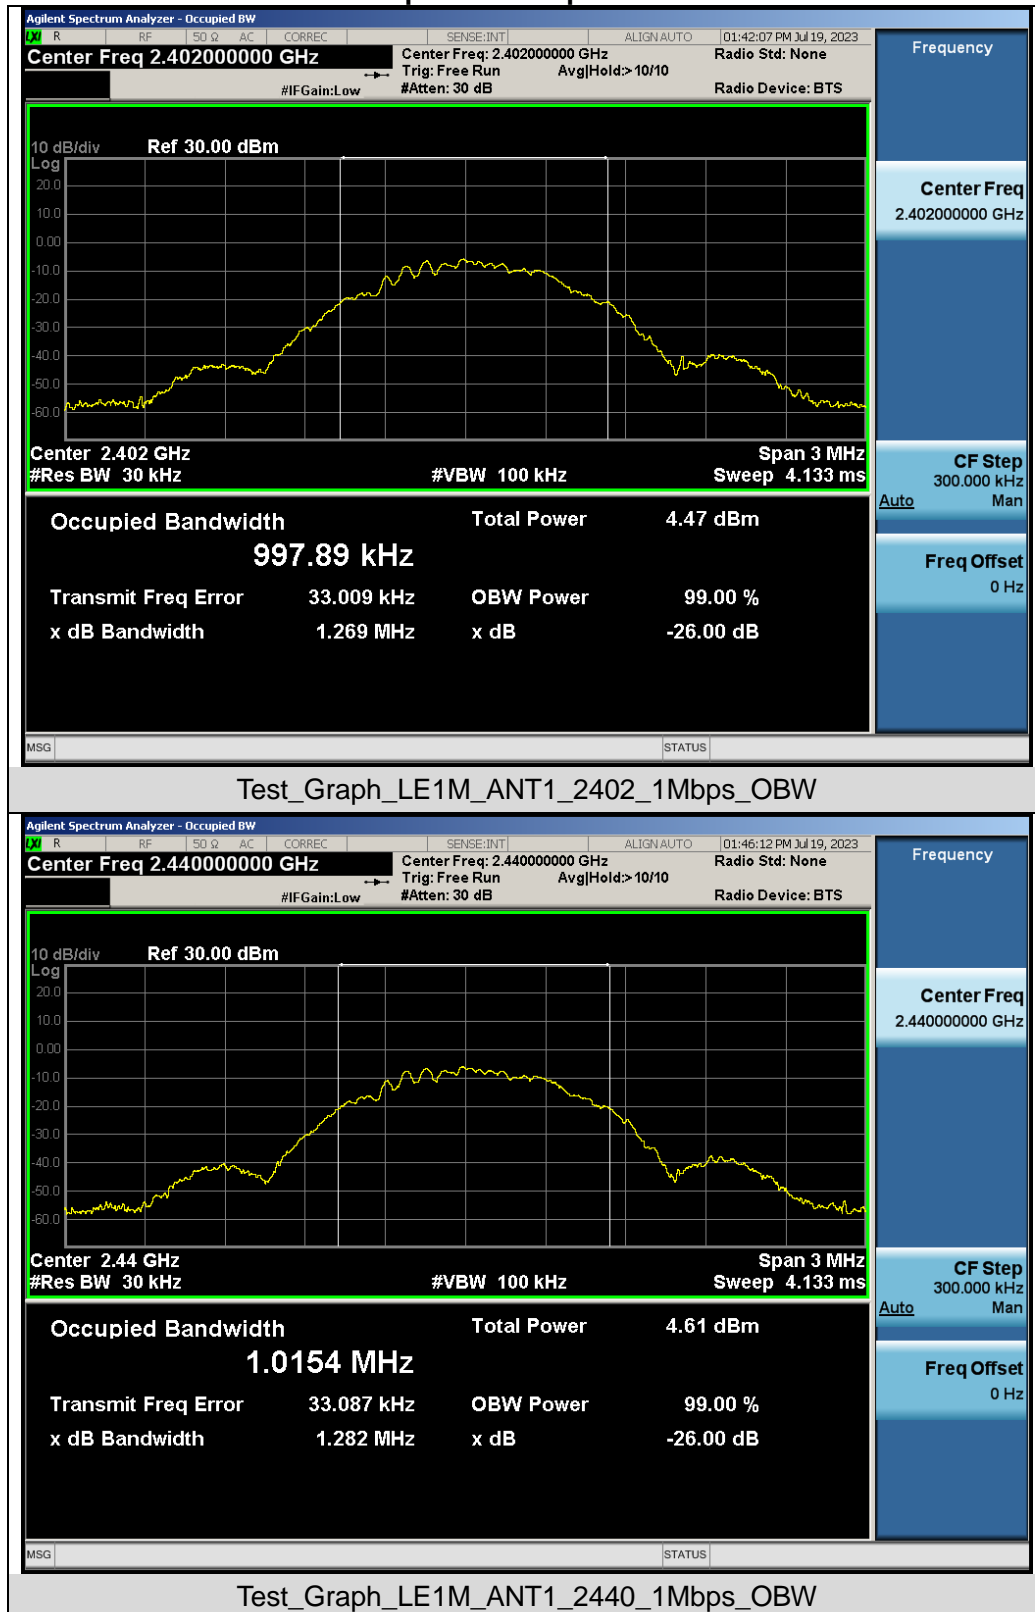 Agilent Spectrum Analyzer - Occupied BW
LXI R RF 50 Ω AC CORREC SENSE:INT ALIGN AUTO 01:42:07 PM Jul 19, 2023
Center Freq 2.402000000 GHz
Center Freq: 2.402000000 GHz
Radio Std: None
Trig: Free Run Avg|Hold:> 10/10
#IFGain:Low #Atten: 30 dB Radio Device: BTS
Frequency
10 dB/div Ref 30.00 dBm
Log
20.0
10.0
0.00
-10.0
-20.0
-30.0
-40.0
-50.0
-60.0
Center 2.402 GHz Span 3 MHz
#Res BW 30 kHz #VBW 100 kHz Sweep 4.133 ms
Center Freq
2.402000000 GHz
CF Step
300.000 kHz
Auto Man
Freq Offset
0 Hz
Occupied Bandwidth Total Power 4.47 dBm
997.89 kHz
Transmit Freq Error 33.009 kHz OBW Power 99.00 %
x dB Bandwidth 1.269 MHz x dB -26.00 dB
MSG STATUS
Test_Graph_LE1M_ANT1_2402_1Mbps_OBW
Agilent Spectrum Analyzer - Occupied BW
LXI R RF 50 Ω AC CORREC SENSE:INT ALIGN AUTO 01:46:12 PM Jul 19, 2023
Center Freq 2.440000000 GHz
Center Freq: 2.440000000 GHz
Radio Std: None
Trig: Free Run Avg|Hold:> 10/10
#IFGain:Low #Atten: 30 dB Radio Device: BTS
Frequency
10 dB/div Ref 30.00 dBm
Log
20.0
10.0
0.00
-10.0
-20.0
-30.0
-40.0
-50.0
-60.0
Center 2.44 GHz Span 3 MHz
#Res BW 30 kHz #VBW 100 kHz Sweep 4.133 ms
Center Freq
2.440000000 GHz
CF Step
300.000 kHz
Auto Man
Freq Offset
0 Hz
Occupied Bandwidth Total Power 4.61 dBm
1.0154 MHz
Transmit Freq Error 33.087 kHz OBW Power 99.00 %
x dB Bandwidth 1.282 MHz x dB -26.00 dB
MSG STATUS
Test_Graph_LE1M_ANT1_2440_1Mbps_OBW